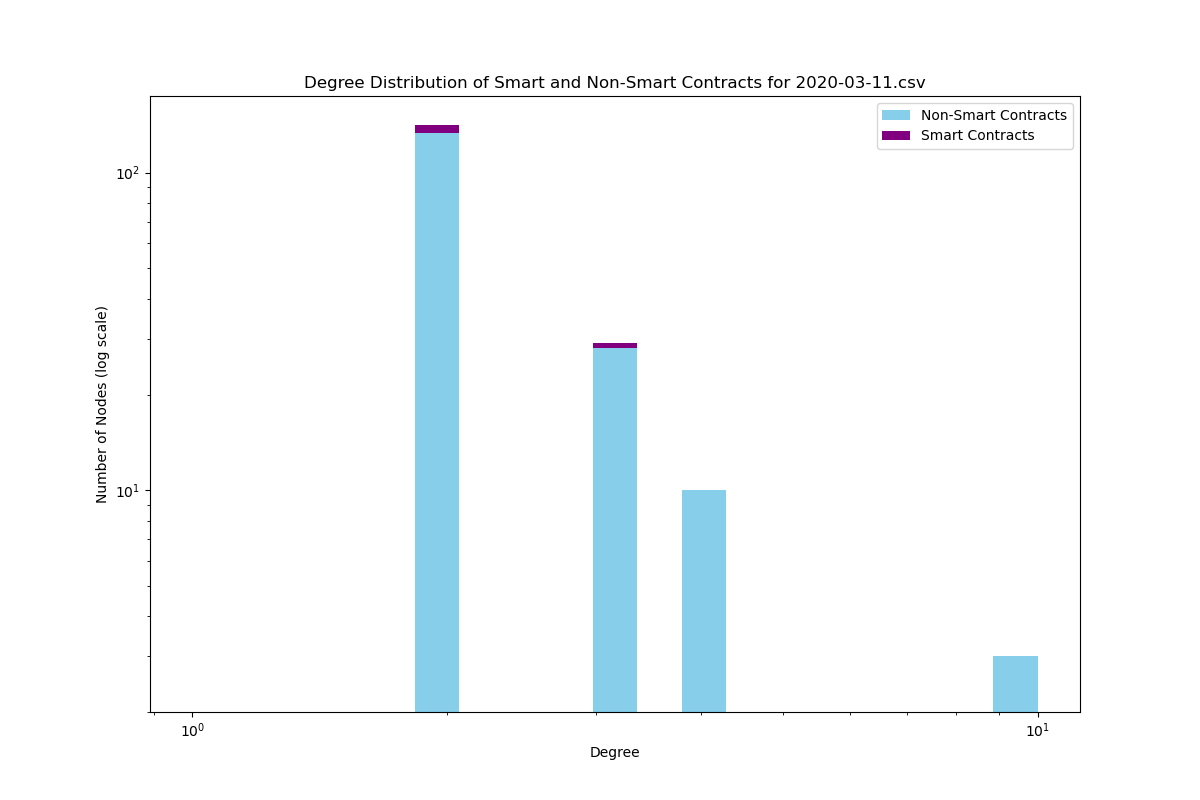 Degree Distribution of Smart and Non-Smart Contracts for 2020-03-11.csv
Non-Smart Contracts
Smart Contracts
Number of Nodes (log scale)
10²
10¹
10⁰
10¹
Degree